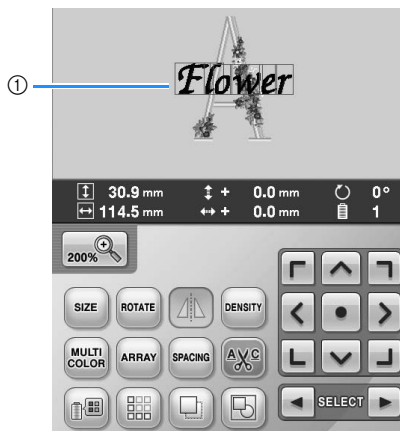 ①
Flower
30.9 mm + 0.0 mm 0°
114.5 mm + 0.0 mm 1
200%
SIZE ROTATE DENSITY
MULTI COLOR ARRAY SPACING A C
SELECT